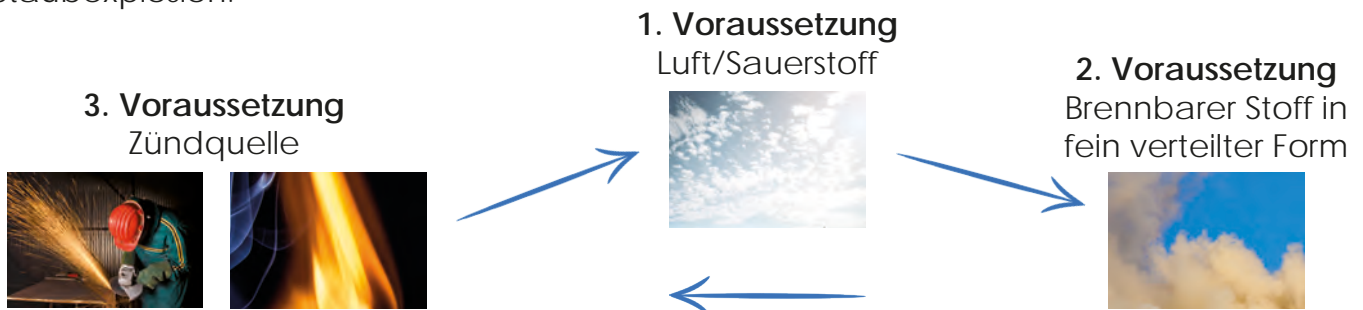 1. Voraussetzung
Luft/Sauerstoff
2. Voraussetzung
Brennbarer Stoff in
fein verteilter Form
3. Voraussetzung
Zündquelle